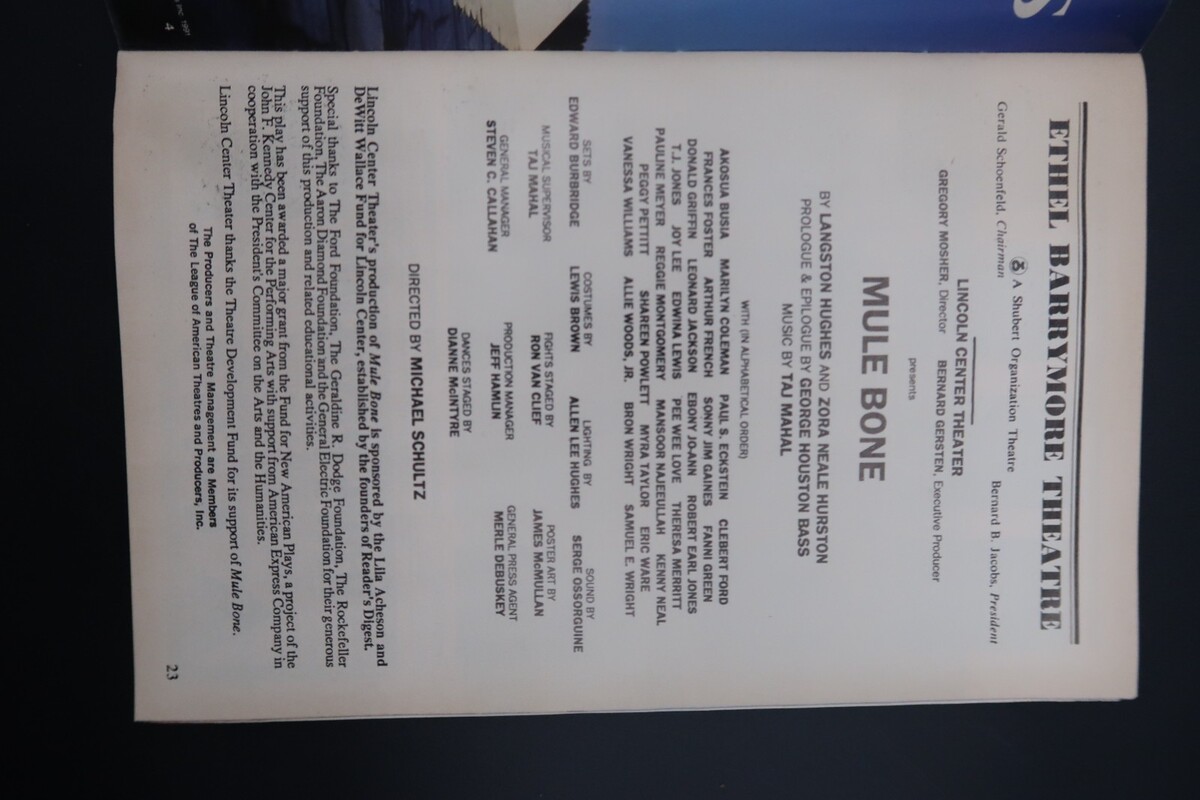 ETHEL BARRYMORE THEATRE
A Shubert Organization Theatre
Gerald Schoenfeld, Chairman Bernard B. Jacobs, President
LINCOLN CENTER THEATER
GREGORY MOSHER, Director BERNARD GERSTEN, Executive Producer
presents
MULE BONE
BY LANGSTON HUGHES AND ZORA NEALE HURSTON
PROLOGUE & EPILOGUE BY GEORGE HOUSTON BASS
MUSIC BY TAJ MAHAL
WITH (IN ALPHABETICAL ORDER)
AKOSUA BUSIA MARILYN COLEMAN PAUL S. ECKSTEIN CLEBERT FORD
FRANCES FOSTER ARTHUR FRENCH SONNY JIM GAINES FANNI GREEN
DONALD GRIFFIN LEONARD JACKSON EBONY JO-ANN ROBERT EARL JONES
T.J. JONES JOY LEE EDWINA LEWIS PEE WEE LOVE THERESA MERRITT
PAULINE MEYER REGGIE MONTGOMERY MANSOOR NAJEEULLAH KENNY NEAL
PEGGY PETTITT SHAREEN POWLETT MYRA TAYLOR ERIC WARE
VANESSA WILLIAMS ALLIE WOODS, JR. BRON WRIGHT SAMUEL E. WRIGHT
SETS BY COSTUMES BY LIGHTING BY SOUND BY
EDWARD BURBRIDGE LEWIS BROWN ALLEN LEE HUGHES SERGE OSSORGUINE
MUSICAL SUPERVISOR FIGHTS STAGED BY POSTER ART BY
TAJ MAHAL RON VAN CLIEF JAMES McMULLAN
GENERAL MANAGER PRODUCTION MANAGER GENERAL PRESS AGENT
STEVEN C. CALLAHAN JEFF HAMLIN MERLE DEBUSKEY
DANCES STAGED BY
DIANNE McINTYRE
DIRECTED BY MICHAEL SCHULTZ
Lincoln Center Theater's production of Mule Bone is sponsored by the Lila Acheson and
DeWitt Wallace Fund for Lincoln Center, established by the founders of Reader's Digest.
Special thanks to The Ford Foundation, The Geraldine R. Dodge Foundation, The Rockefeller
Foundation, The Aaron Diamond Foundation and the General Electric Foundation for their generous
support of this production and related educational activities.
This play has been awarded a major grant from the Fund for New American Plays, a project of the
John F. Kennedy Center for the Performing Arts with support from American Express Company in
cooperation with the President's Committee on the Arts and the Humanities.
Lincoln Center Theater thanks the Theatre Development Fund for its support of Mule Bone.
The Producers and Theatre Management are Members
of The League of American Theatres and Producers, Inc.
23
S
1991
4